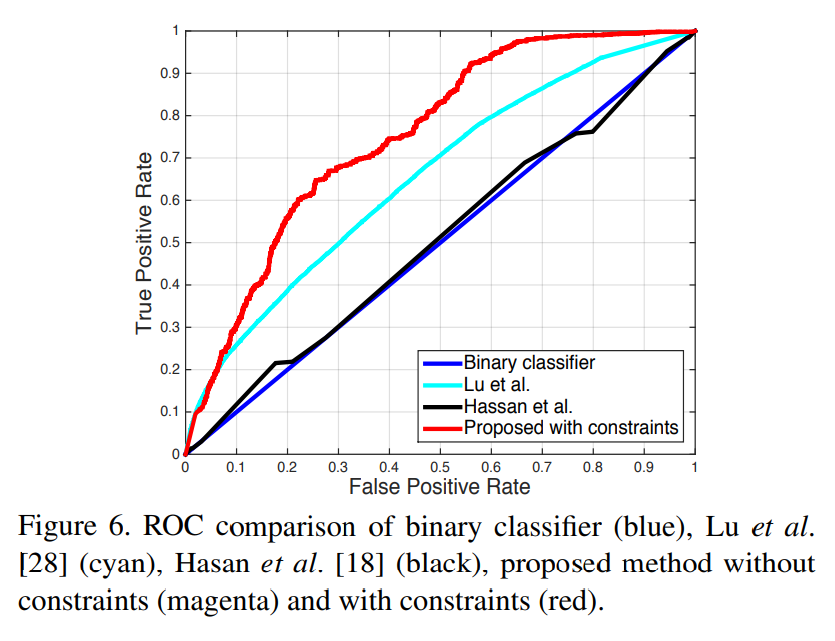 1
0.9
0.8
0.7
0.6
0.5
0.4
0.3
0.2
0.1
0
True Positive Rate
Binary classifier
Lu et al.
Hassan et al.
Proposed with constraints
0 0.1 0.2 0.3 0.4 0.5 0.6 0.7 0.8 0.9 1
False Positive Rate
Figure 6. ROC comparison of binary classifier (blue), Lu et al.
[28] (cyan), Hasan et al. [18] (black), proposed method without
constraints (magenta) and with constraints (red).